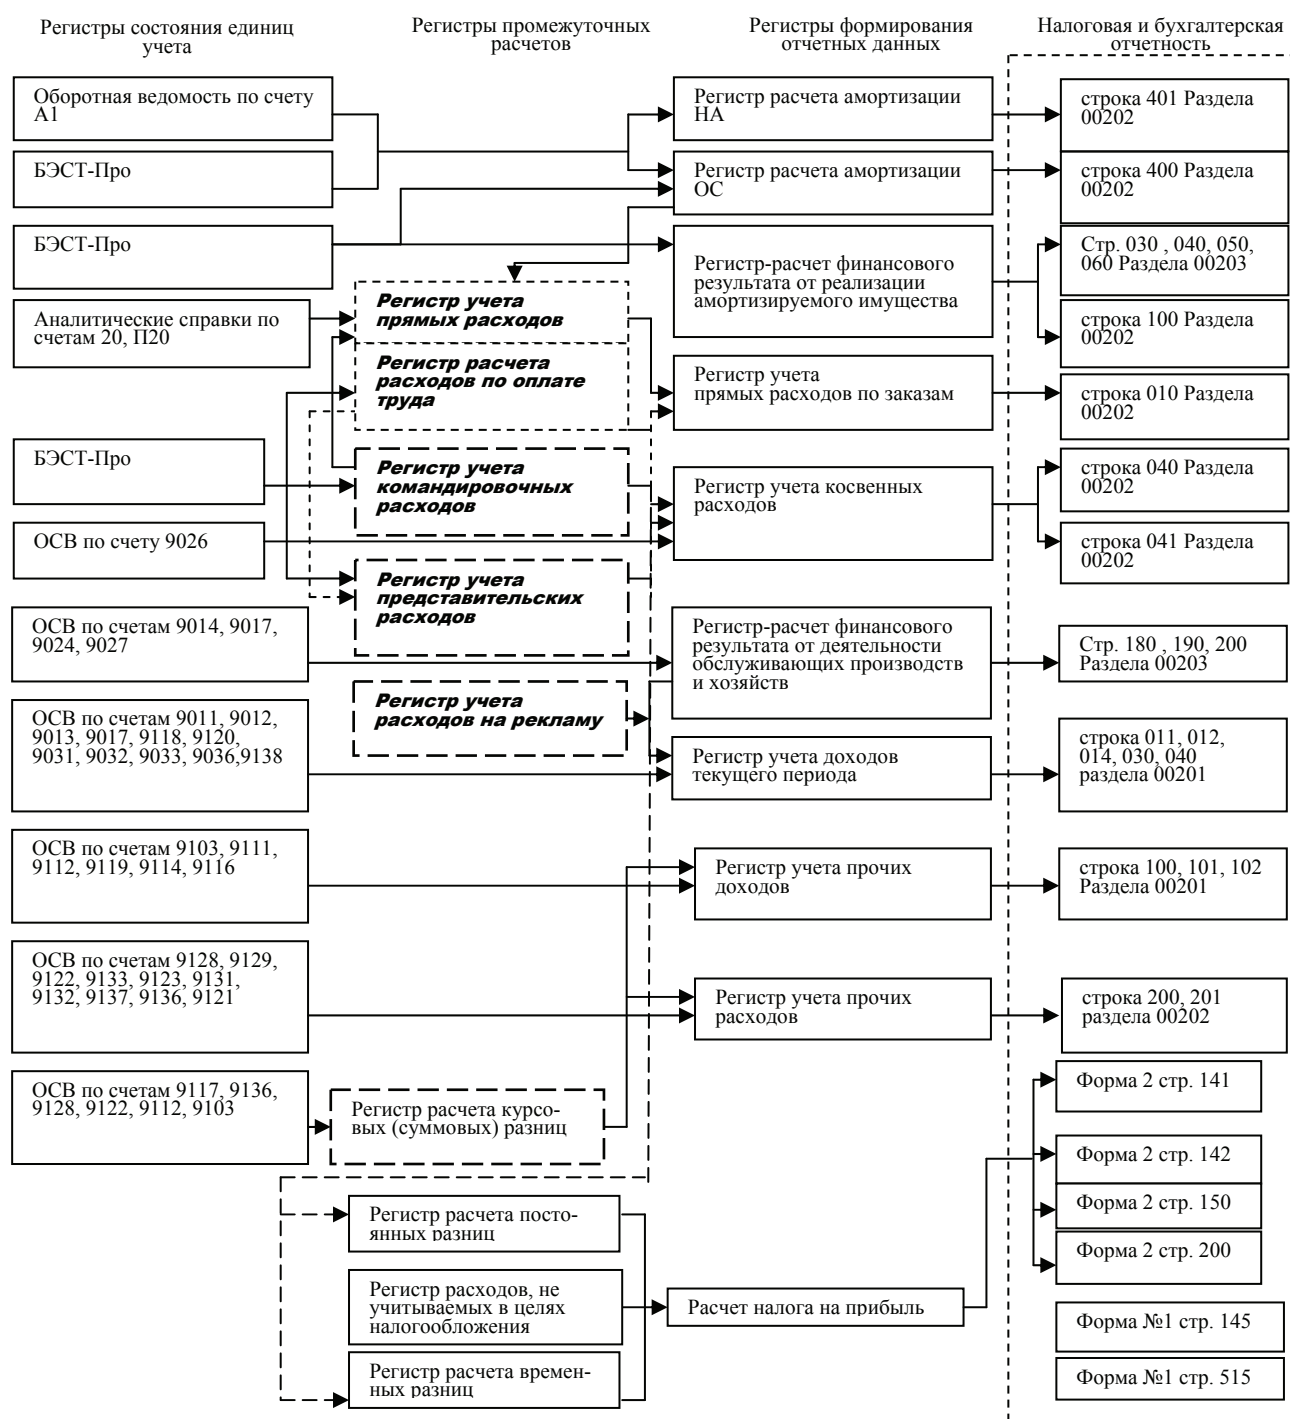 Регистры состояния единиц
учета
Регистры промежуточных
расчетов
Регистры формирования
отчетных данных
Налоговая и бухгалтерская
отчетность
Оборотная ведомость по счету
А1
БЭСТ-Про
БЭСТ-Про
Аналитические справки по
счетам 20, П20
БЭСТ-Про
ОСВ по счету 9026
ОСВ по счетам 9014, 9017,
9024, 9027
ОСВ по счетам 9011, 9012,
9013, 9017, 9118, 9120,
9031, 9032, 9033, 9036,9138
ОСВ по счетам 9103, 9111,
9112, 9119, 9114, 9116
ОСВ по счетам 9128, 9129,
9122, 9133, 9123, 9131,
9132, 9137, 9136, 9121
ОСВ по счетам 9117, 9136,
9128, 9122, 9112, 9103
Регистр учета
прямых расходов
Регистр расчета
расходов по оплате
труда
Регистр учета
командировочных
расходов
Регистр учета
представительских
расходов
Регистр учета
расходов на рекламу
Регистр расчета курсо-
вых (суммовых) разниц
Регистр расчета посто-
янных разниц
Регистр расходов, не
учитываемых в целях
налогообложения
Регистр расчета времен-
ных разниц
Регистр расчета амортизации
НА
Регистр расчета амортизации
ОС
Регистр-расчет финансового
результата от реализации
амортизируемого имущества
Регистр учета
прямых расходов по заказам
Регистр учета косвенных
расходов
Регистр-расчет финансового
результата от деятельности
обслуживающих производств
и хозяйств
Регистр учета доходов
текущего периода
Регистр учета прочих
доходов
Регистр учета прочих
расходов
Расчет налога на прибыль
строка 401 Раздела
00202
строка 400 Раздела
00202
Стр. 030 , 040, 050,
060 Раздела 00203
строка 100 Раздела
00202
строка 010 Раздела
00202
строка 040 Раздела
00202
строка 041 Раздела
00202
Стр. 180 , 190, 200
Раздела 00203
строка 011, 012,
014, 030, 040
раздела 00201
строка 100, 101, 102
Раздела 00201
строка 200, 201
раздела 00202
Форма 2 стр. 141
Форма 2 стр. 142
Форма 2 стр. 150
Форма 2 стр. 200
Форма №1 стр. 145
Форма №1 стр. 515